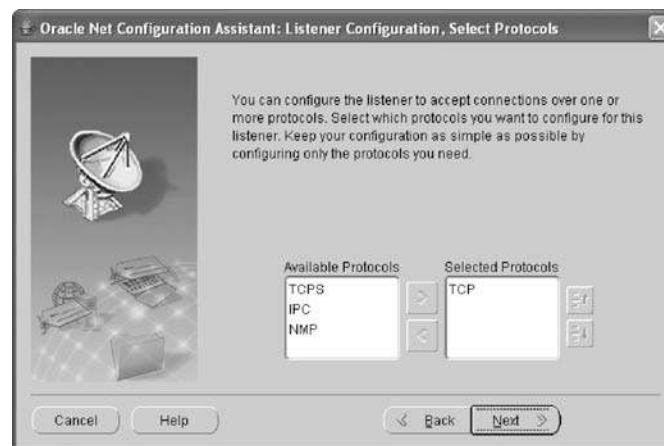 Oracle Net Configuration Assistant: Listener Configuration, Select Protocols
You can configure the listener to accept connections over one or
more protocols. Select which protocols you want to configure for this
listener. Keep your configuration as simple as possible by
configuring only the protocols you need.
Available Protocols
Selected Protocols
TCPS
IPC
NMP
TCP
Cancel
Help
Back
Next